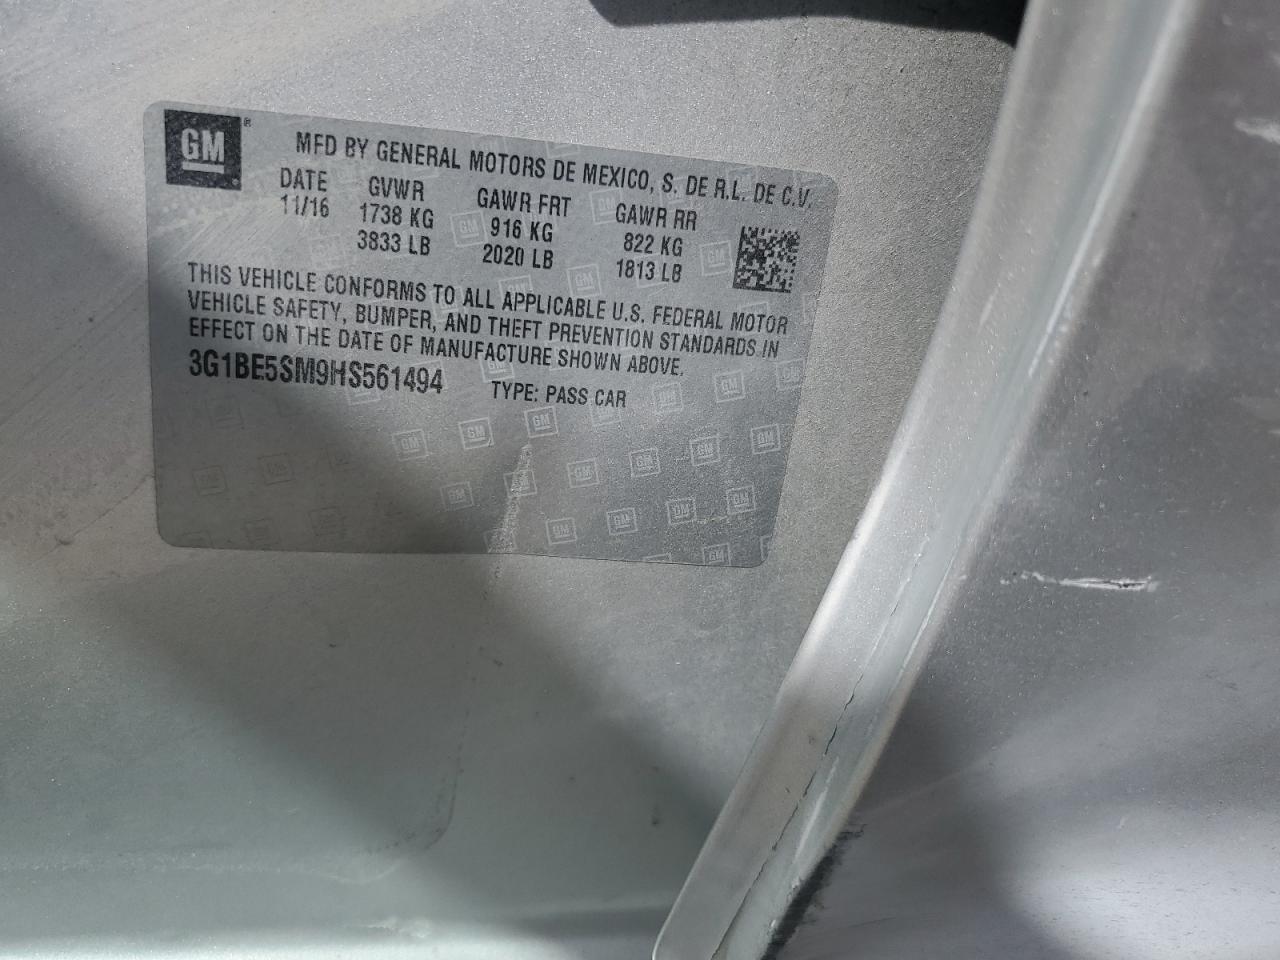 GM®
MFD BY GENERAL MOTORS DE MEXICO, S. DE R.L. DE C.V.
DATE GVWR GAWR FRT GAWR RR
11/16 1738 KG 916 KG 822 KG
3833 LB 2020 LB 1813 LB
THIS VEHICLE CONFORMS TO ALL APPLICABLE U.S. FEDERAL MOTOR
VEHICLE SAFETY, BUMPER, AND THEFT PREVENTION STANDARDS IN
EFFECT ON THE DATE OF MANUFACTURE SHOWN ABOVE.
3G1BE5SM9HS561494 TYPE: PASS CAR